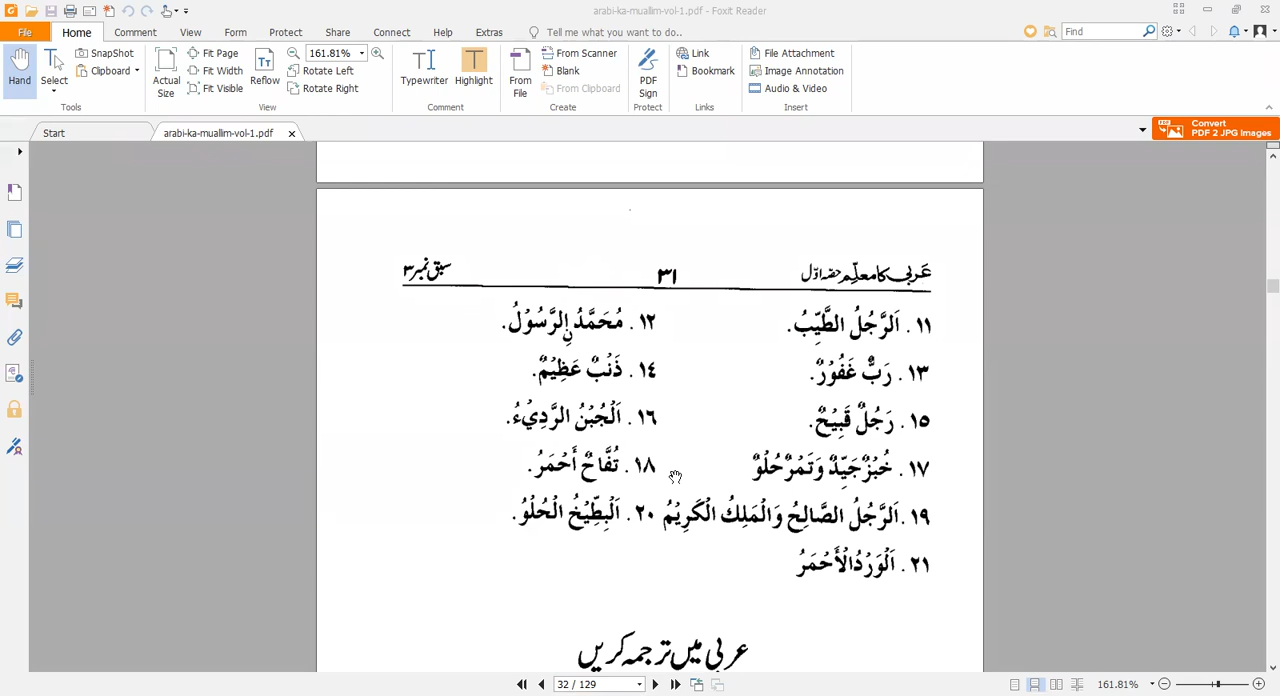 arabi-ka-muallim-vol-1.pdf - Foxit Reader
File Home Comment View Form Protect Share Connect Help Extras Tell me what you want to do.. Find
Hand
Select
SnapShot
Clipboard
Actual Size
Fit Page
Fit Width
Fit Visible
Reflow
161.81%
Rotate Left
Rotate Right
Typewriter
Highlight
From File
From Scanner
Blank
From Clipboard
PDF Sign
Link
Bookmark
File Attachment
Image Annotation
Audio & Video
Tools View Comment Create Protect Links Insert
Start arabi-ka-muallim-vol-1.pdf
Convert
PDF 2 JPG Images
عَربی کا معلِّم حصّہ اوّل ٣١ سبق نمبر ٣
١١. اَلرَّجُلُ الطَّيِّبُ. ١٢. مُحَمَّدُ نِ الرَّسُوْلُ.
١٣. رَبٌّ غَفُوْرٌ. ١٤. ذَنْبٌ عَظِيْمٌ.
١٥. رَجُلٌ قَبِيْحٌ. ١٦. اَلْجُبْنُ الرَّدِيْءُ.
١٧. خُبْزٌ جَيِّدٌ وَتَمْرٌ حُلْوٌ ١٨. تُفَّاحٌ أَحْمَرُ.
١٩. اَلرَّجُلُ الصَّالِحُ وَالْمَلِكُ الْكَرِيْمُ ٢٠. اَلْبِطِّيْخُ الْحُلْوُ.
٢١. اَلْوَرْدُ الْأَحْمَرُ
عربی میں ترجمہ کریں
32 / 129 161.81%